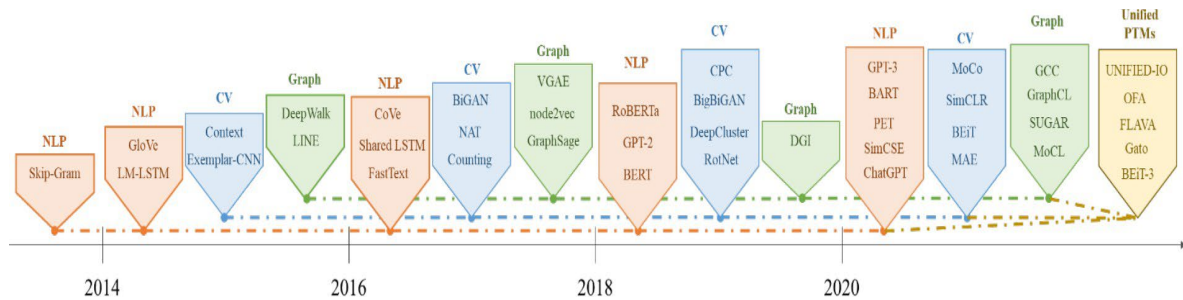 NLP
Skip-Gram
NLP
GloVe
LM-LSTM
CV
Context
Exemplar-CNN
Graph
DeepWalk
LINE
NLP
CoVe
Shared LSTM
FastText
CV
BiGAN
NAT
Counting
Graph
VGAE
node2vec
GraphSage
NLP
RoBERTa
GPT-2
BERT
CV
CPC
BigBiGAN
DeepCluster
RotNet
Graph
DGI
NLP
GPT-3
BART
PET
SimCSE
ChatGPT
CV
MoCo
SimCLR
BEiT
MAE
Graph
GCC
GraphCL
SUGAR
MoCL
Unified
PTMs
UNIFIED-IO
OFA
FLAVA
Gato
BEiT-3
2014
2016
2018
2020